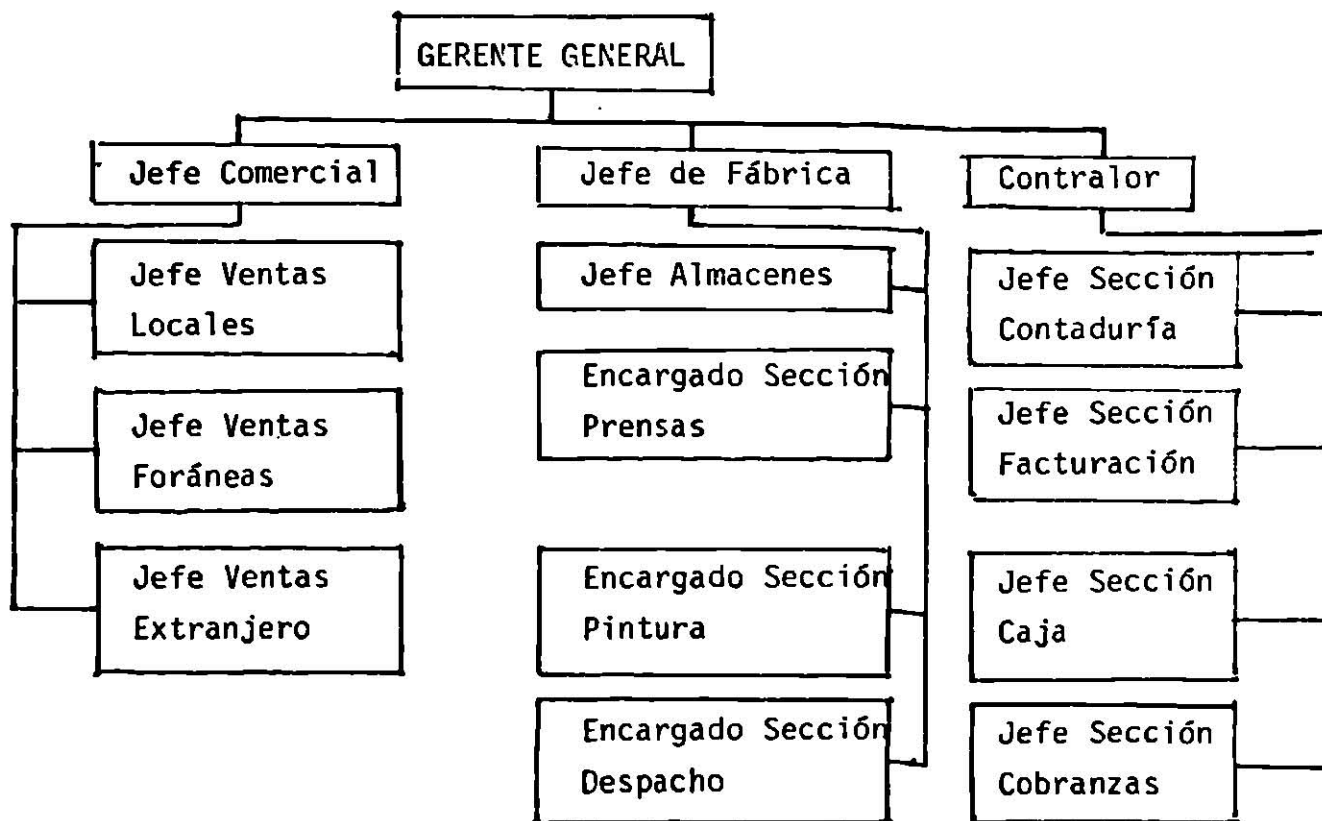 GERENTE GENERAL
Jefe Comercial
Jefe de Fábrica
Contralor
Jefe Ventas
Locales
Jefe Ventas
Foráneas
Jefe Ventas
Extranjero
Jefe Almacenes
Encargado Sección
Prensas
Encargado Sección
Pintura
Encargado Sección
Despacho
Jefe Sección
Contaduría
Jefe Sección
Facturación
Jefe Sección
Caja
Jefe Sección
Cobranzas